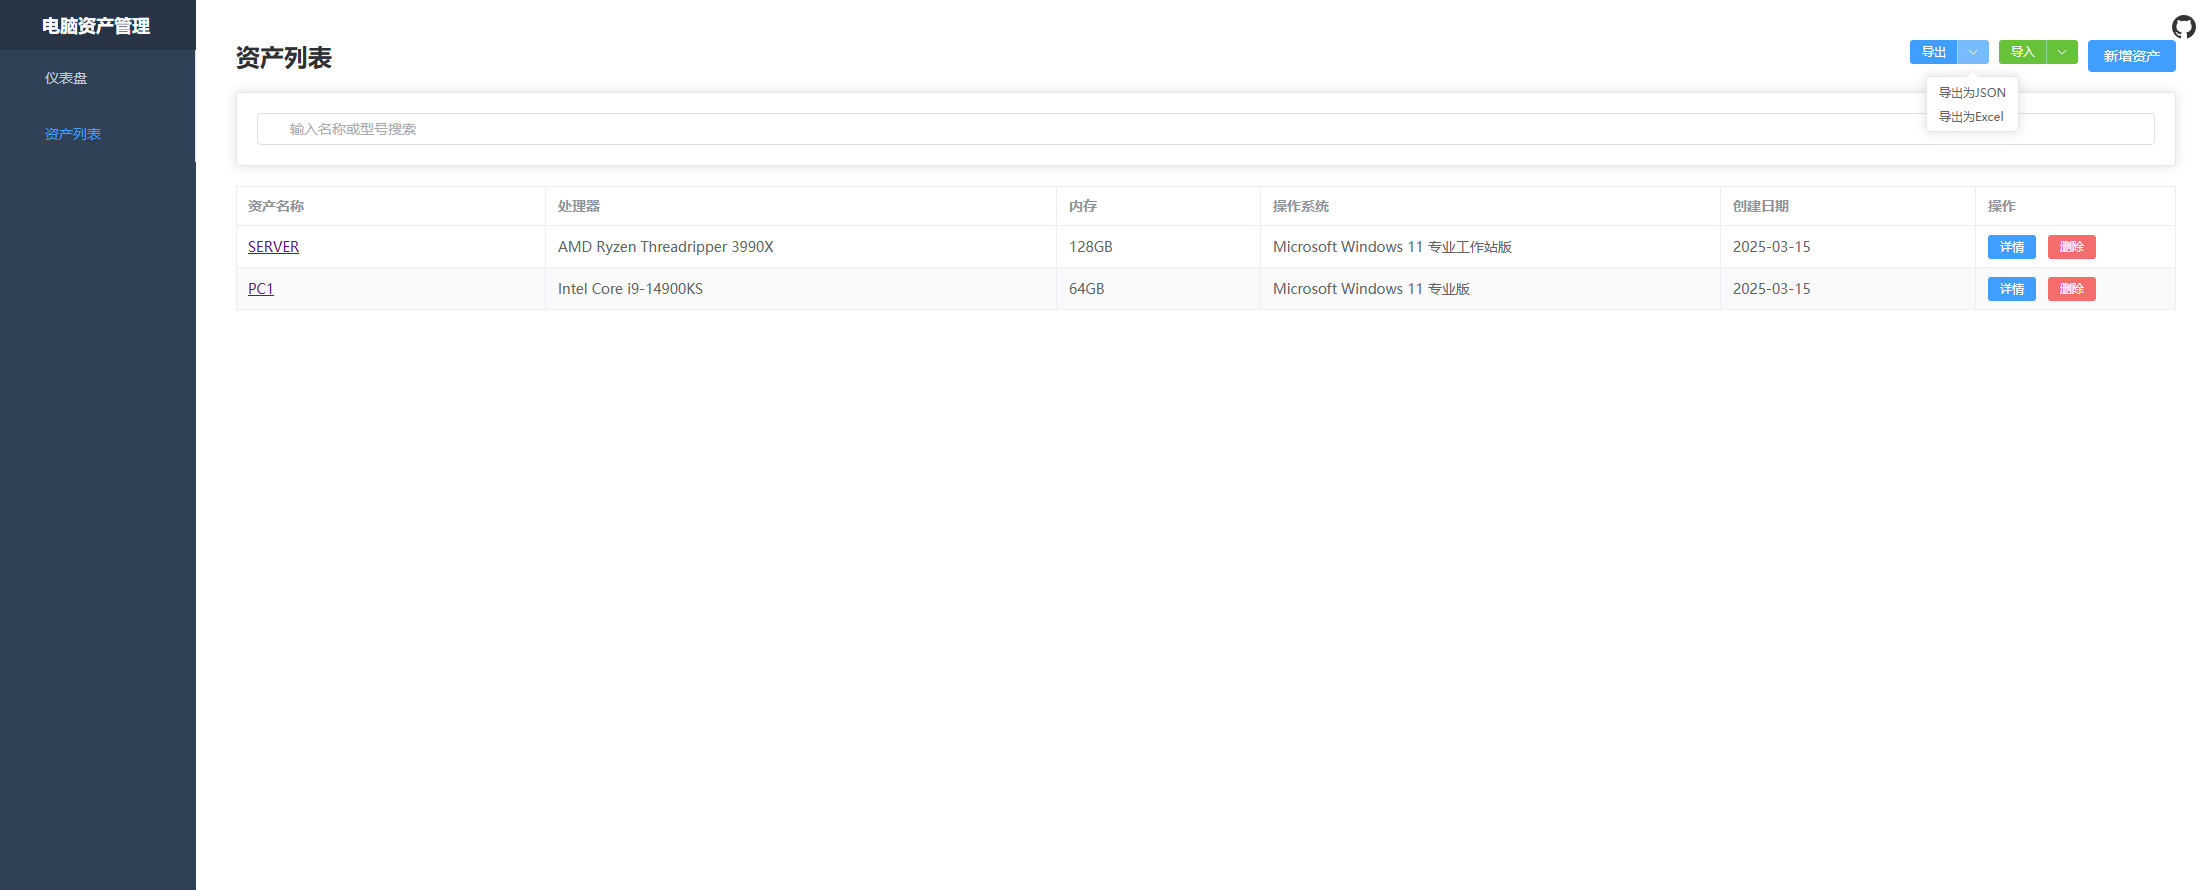 电脑资产管理
仪表盘
资产列表
资产列表
导出 导入 新增资产
导出为JSON
导出为Excel
输入名称或型号搜索
资产名称 处理器 内存 操作系统 创建日期 操作
SERVER AMD Ryzen Threadripper 3990X 128GB Microsoft Windows 11 专业工作站版 2025-03-15 详情 删除
PC1 Intel Core i9-14900KS 64GB Microsoft Windows 11 专业版 2025-03-15 详情 删除